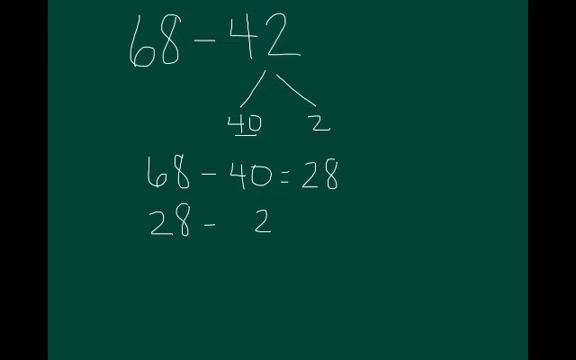 68 - 42
40 2
68 - 40 = 28
28 - 2